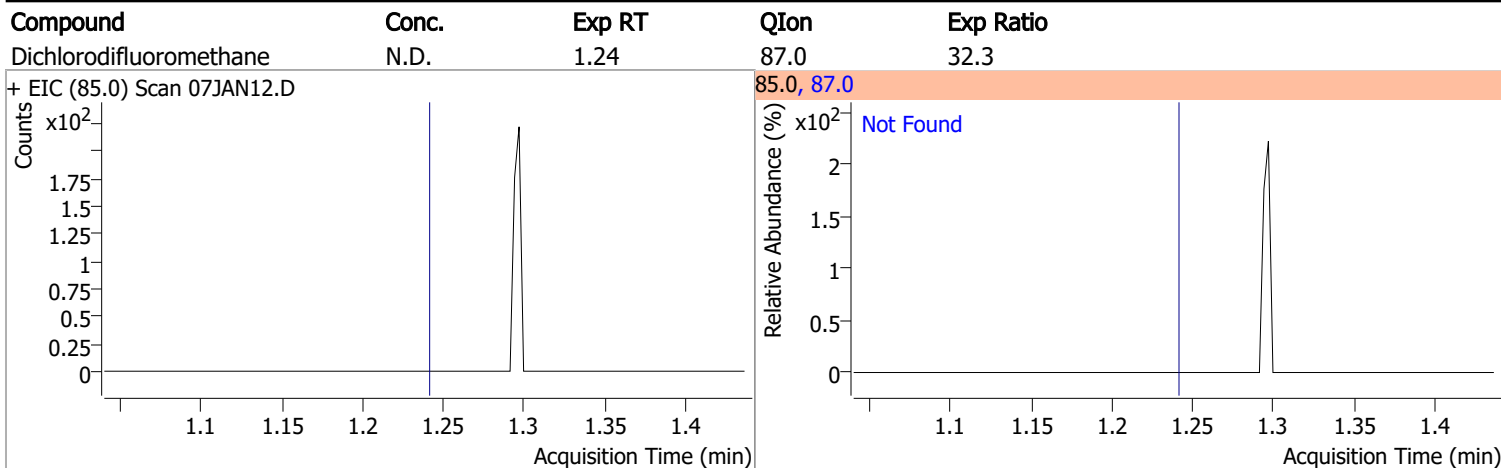 Compound Conc. Exp RT QIon Exp Ratio
Dichlorodifluoromethane N.D. 1.24 87.0 32.3
+ EIC (85.0) Scan 07JAN12.D
Counts
x10²
1.75
1.5
1.25
1
0.75
0.5
0.25
0
1.1 1.15 1.2 1.25 1.3 1.35 1.4
Acquisition Time (min)
85.0, 87.0
Relative Abundance (%)
x10²
Not Found
2
1.5
1
0.5
0
1.1 1.15 1.2 1.25 1.3 1.35 1.4
Acquisition Time (min)